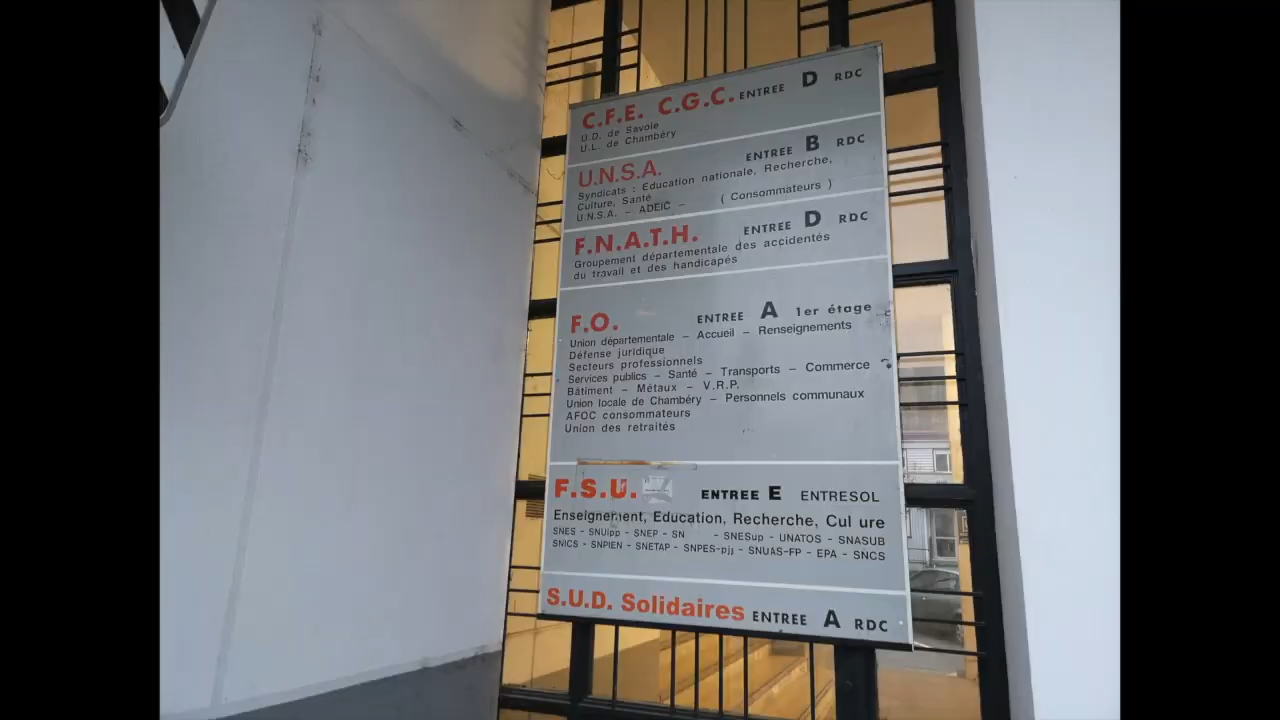 C.F.E. C.G.C. ENTREE D RDC
U.D. de Savoie
U.L. de Chambéry
U.N.S.A. ENTREE B RDC
Syndicats : Education nationale, Recherche,
Culture, Santé
U.N.S.A. – ADEIC – ( Consommateurs )
F.N.A.T.H. ENTREE D RDC
Groupement départementale des accidentés
du travail et des handicapés
F.O. ENTREE A 1er étage
Union départementale – Accueil – Renseignements
Défense juridique
Secteurs professionnels
Services publics – Santé – Transports – Commerce
Bâtiment – Métaux – V.R.P.
Union locale de Chambéry – Personnels communaux
AFOC consommateurs
Union des retraités
F.S.U. ENTREE E ENTRESOL
Enseignement, Education, Recherche, Cul ure
SNES - SNUipp - SNEP - SN - SNESup - UNATOS - SNASUB
SNICS - SNPIEN - SNETAP - SNPES-pjj - SNUAS-FP - EPA - SNCS
S.U.D. Solidaires ENTREE A RDC